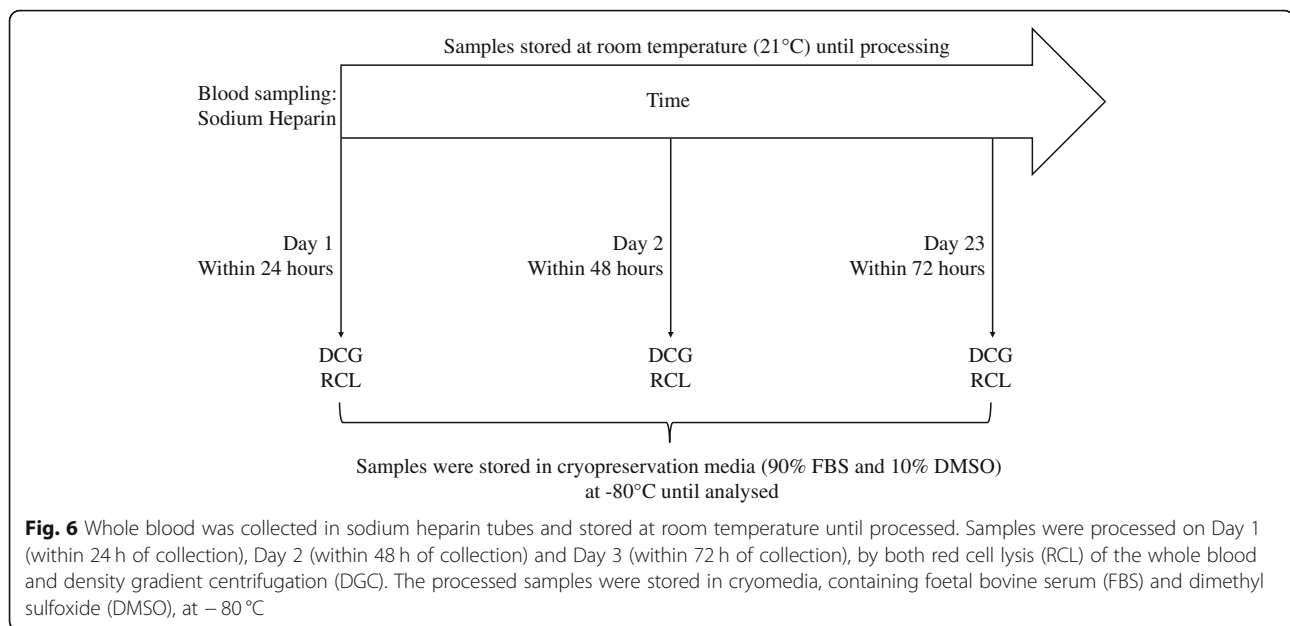 Samples stored at room temperature (21°C) until processing
Blood sampling:
Sodium Heparin
Time
Day 1
Within 24 hours
Day 2
Within 48 hours
Day 23
Within 72 hours
DCG
RCL
DCG
RCL
DCG
RCL
Samples were stored in cryopreservation media (90% FBS and 10% DMSO)
at -80°C until analysed
Fig. 6 Whole blood was collected in sodium heparin tubes and stored at room temperature until processed. Samples were processed on Day 1
(within 24 h of collection), Day 2 (within 48 h of collection) and Day 3 (within 72 h of collection), by both red cell lysis (RCL) of the whole blood
and density gradient centrifugation (DGC). The processed samples were stored in cryomedia, containing foetal bovine serum (FBS) and dimethyl
sulfoxide (DMSO), at − 80 °C